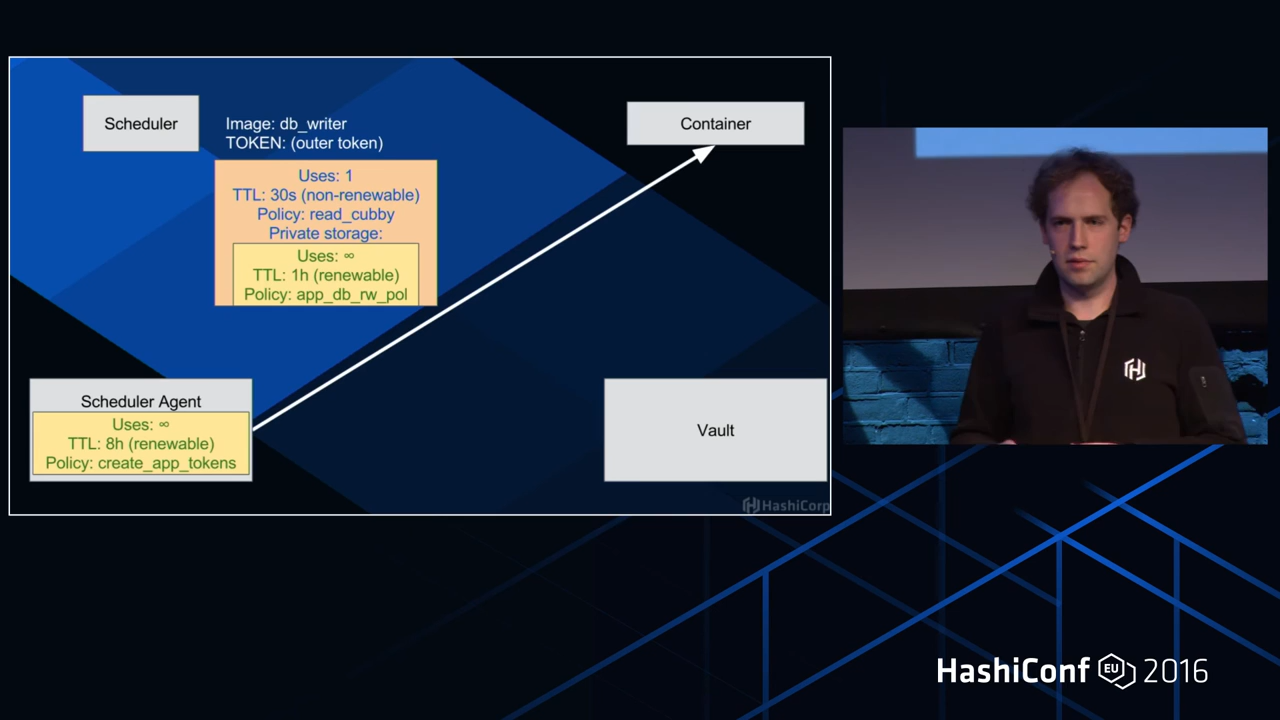 Scheduler
Image: db_writer
TOKEN: (outer token)
Uses: 1
TTL: 30s (non-renewable)
Policy: read_cubby
Private storage:
Uses: ∞
TTL: 1h (renewable)
Policy: app_db_rw_pol
Container
Scheduler Agent
Uses: ∞
TTL: 8h (renewable)
Policy: create_app_tokens
Vault
HashiCorp
HashiConf EU 2016